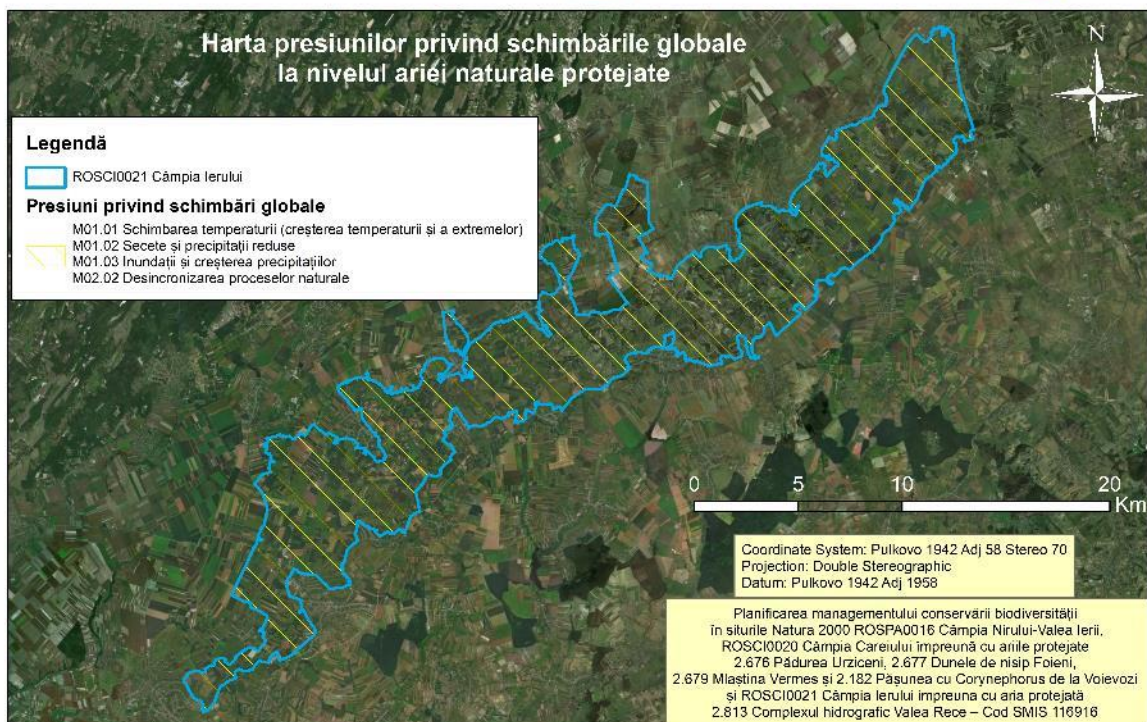 Harta presiunilor privind schimbările globale
la nivelul ariei naturale protejate
N
Legendă
ROSCI0021 Câmpia Ierului
Presiuni privind schimbări globale
M01.01 Schimbarea temperaturii (creșterea temperaturii și a extremelor)
M01.02 Secete și precipitații reduse
M01.03 Inundații și creșterea precipitațiilor
M02.02 Desincronizarea proceselor naturale
0 5 10 20
Km
Coordinate System: Pulkovo 1942 Adj 58 Stereo 70
Projection: Double Stereographic
Datum: Pulkovo 1942 Adj 1958
Planificarea managementului conservării biodiversității
în siturile Natura 2000 ROSPA0016 Câmpia Nirului-Valea Ierii,
ROSCI0020 Câmpia Careiului împreună cu ariile protejate
2.676 Pădurea Urziceni, 2.677 Dunele de nisip Foieni,
2.679 Mlaștina Vermes și 2.182 Pășunea cu Corynephorus de la Voievozi
și ROSCI0021 Câmpia Ierului împreuna cu aria protejată
2.813 Complexul hidrografic Valea Rece – Cod SMIS 116916